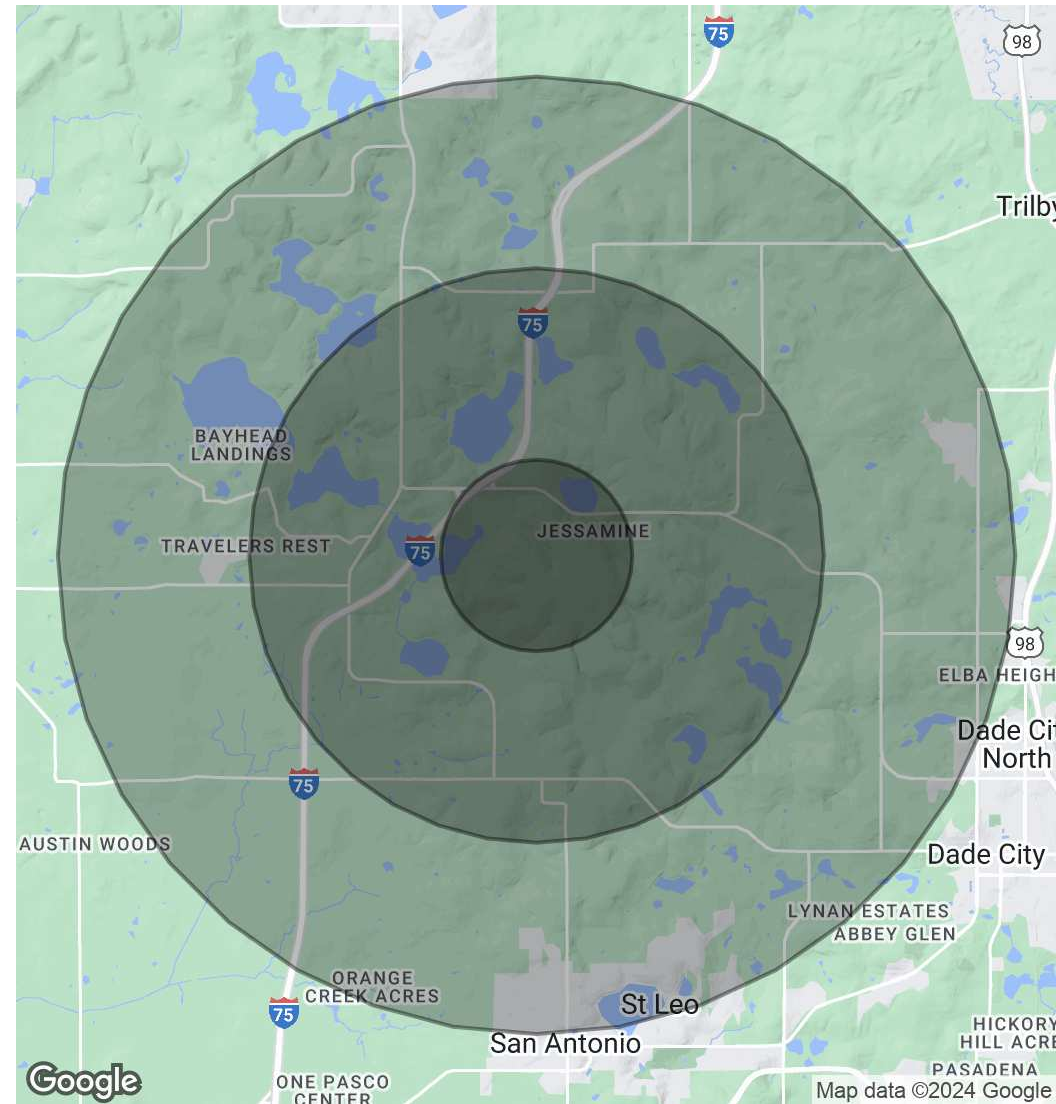 75
98
Trilby
75
BAYHEAD
LANDINGS
JESSAMINE
TRAVELERS REST
75
98
ELBA HEIGH
Dade Cit
North
75
AUSTIN WOODS
Dade City
LYNAN ESTATES
ABBEY GLEN
ORANGE
CREEK ACRES
St Leo
75
San Antonio
HICKORY
HILL ACRE
PASADENA
ONE PASCO
CENTER
Google
Map data ©2024 Google